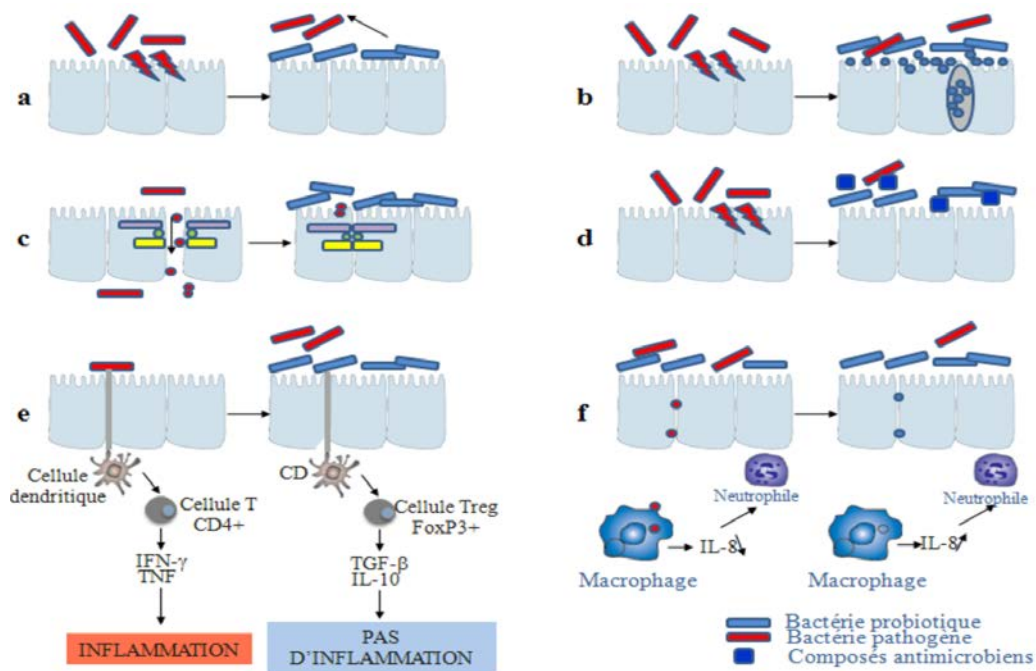 a
b
c
d
e
f
Cellule
dendritique
Cellule T
CD4+
IFN-γ
TNF
INFLAMMATION
CD
Cellule Treg
FoxP3+
TGF-β
IL-10
PAS
D'INFLAMMATION
Neutrophile
IL-8
Macrophage
Neutrophile
IL-8
Macrophage
Bactérie probiotique
Bactérie pathogène
Composés antimicrobiens